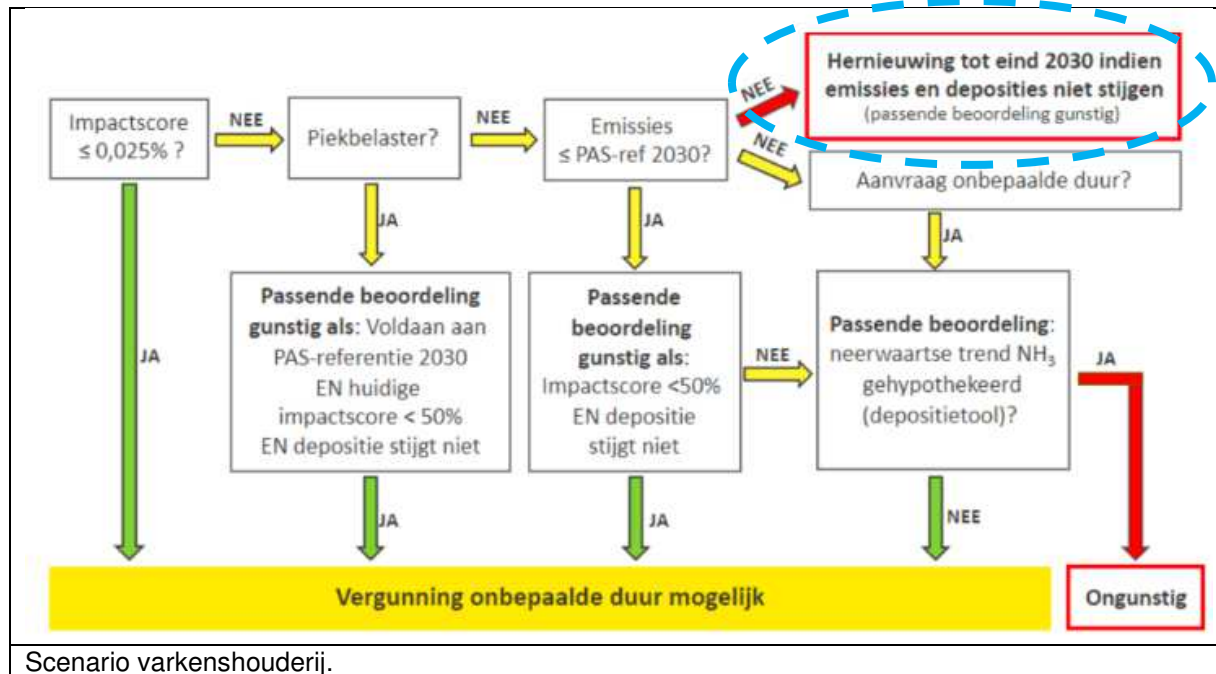 Impactscore
≤ 0,025% ?
NEE
Piekbelaster?
NEE
Emissies
≤ PAS-ref 2030?
NEE
Hernieuwing tot eind 2030 indien
emissies en deposities niet stijgen
(passende beoordeling gunstig)
NEE
Aanvraag onbepaalde duur?
JA
JA
JA
JA
Passende beoordeling
gunstig als: Voldaan aan
PAS-referentie 2030
EN huidige
impactscore < 50%
EN depositie stijgt niet
Passende
beoordeling
gunstig als:
Impactscore <50%
EN depositie
stijgt niet
NEE
Passende beoordeling:
neerwaartse trend NH₃
gehypothekeerd
(depositietool)?
JA
JA
JA
NEE
Vergunning onbepaalde duur mogelijk
Ongunstig
Scenario varkenshouderij.